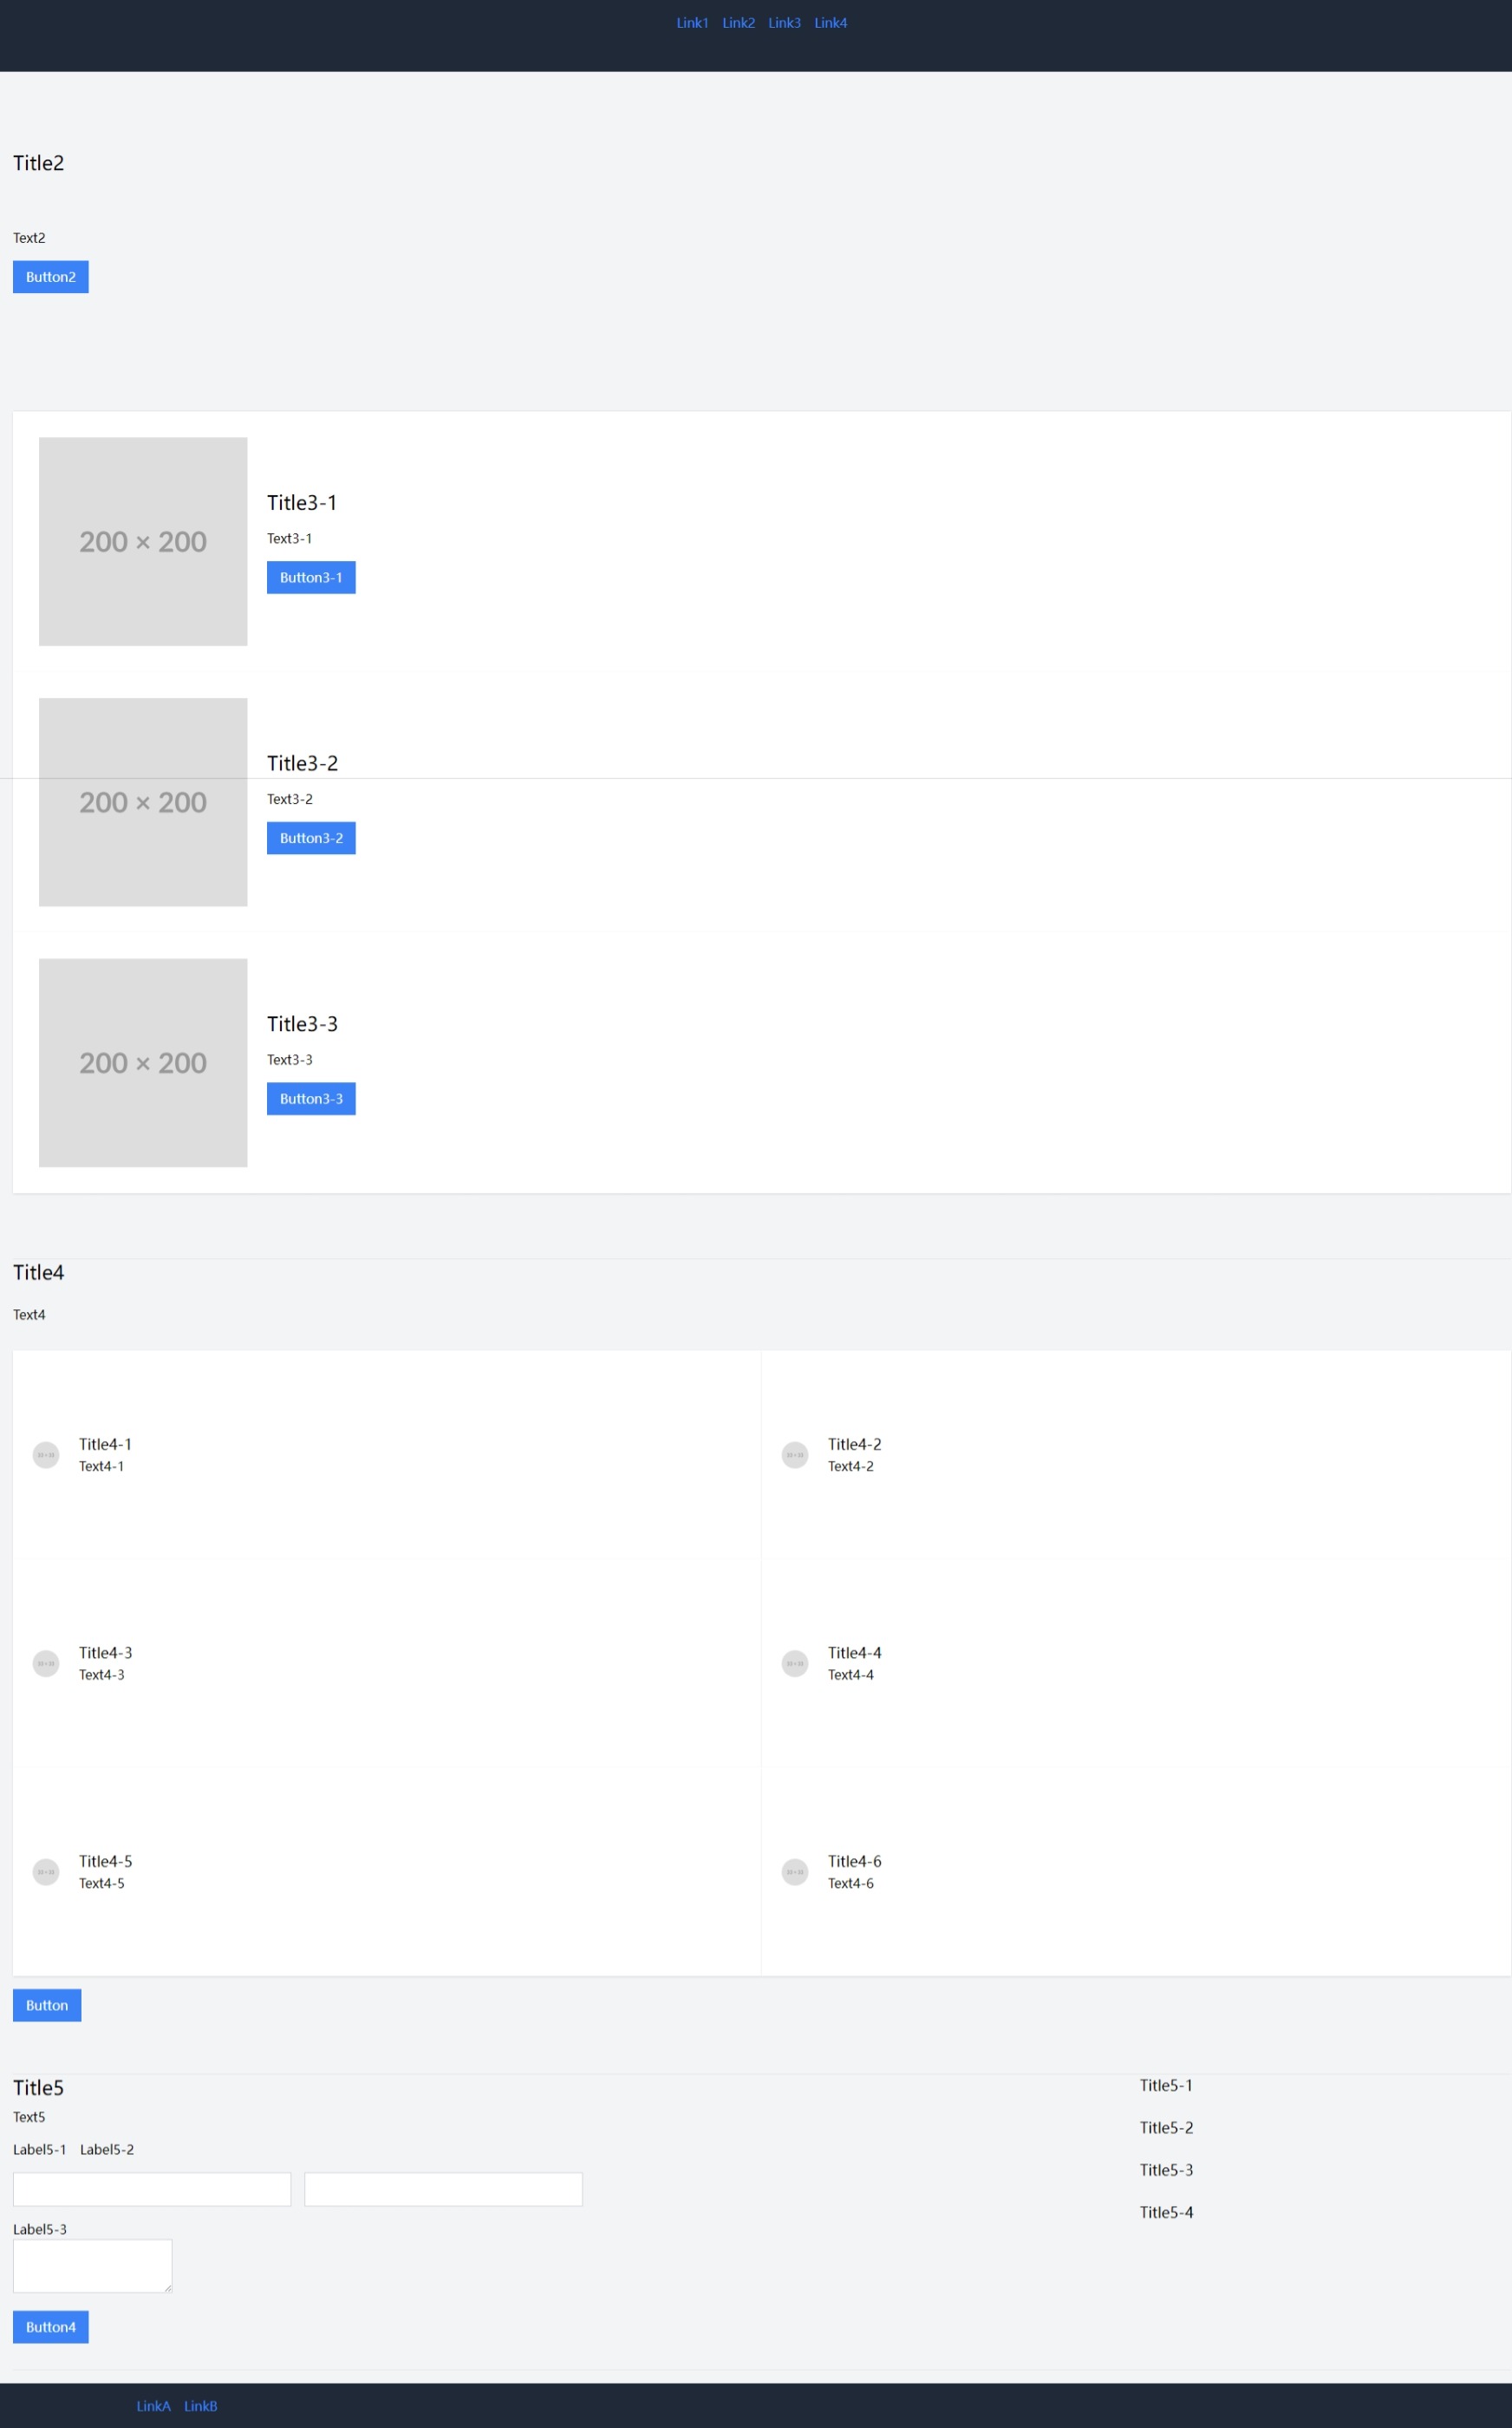 Link1 Link2 Link3 Link4
Title2
Text2
Button2
200 × 200
Title3-1
Text3-1
Button3-1
200 × 200
Title3-2
Text3-2
Button3-2
200 × 200
Title3-3
Text3-3
Button3-3
Title4
Text4
Title4-1
Text4-1
Title4-2
Text4-2
Title4-3
Text4-3
Title4-4
Text4-4
Title4-5
Text4-5
Title4-6
Text4-6
Button
Title5
Text5
Label5-1 Label5-2
Label5-3
Button4
Title5-1
Title5-2
Title5-3
Title5-4
LinkA LinkB